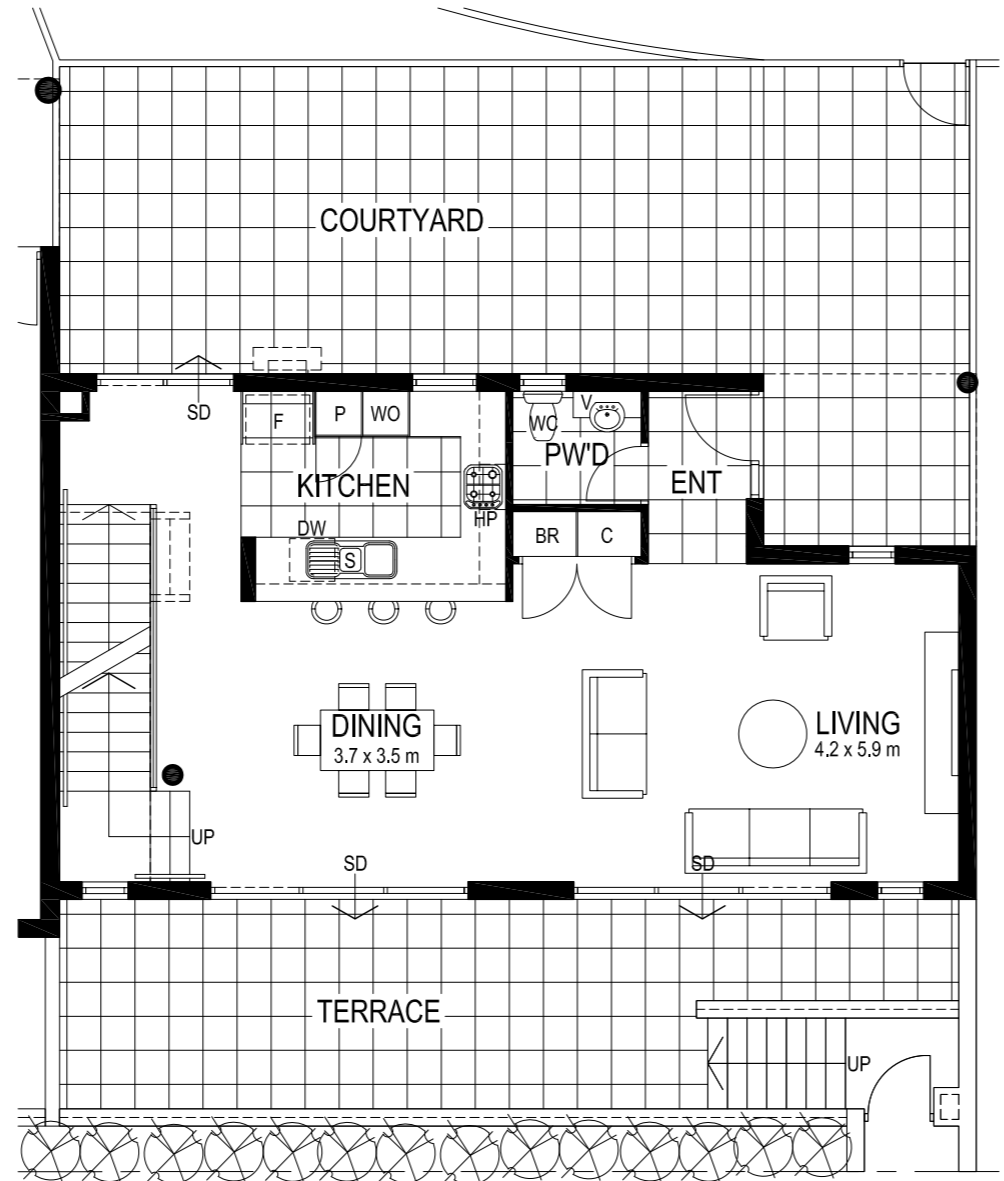 COURTYARD
SD
F
P
WO
WC
V
PW'D
KITCHEN
ENT
HP
DW
S
BR
C
DINING
3.7 x 3.5 m
LIVING
4.2 x 5.9 m
UP
SD
SD
TERRACE
UP